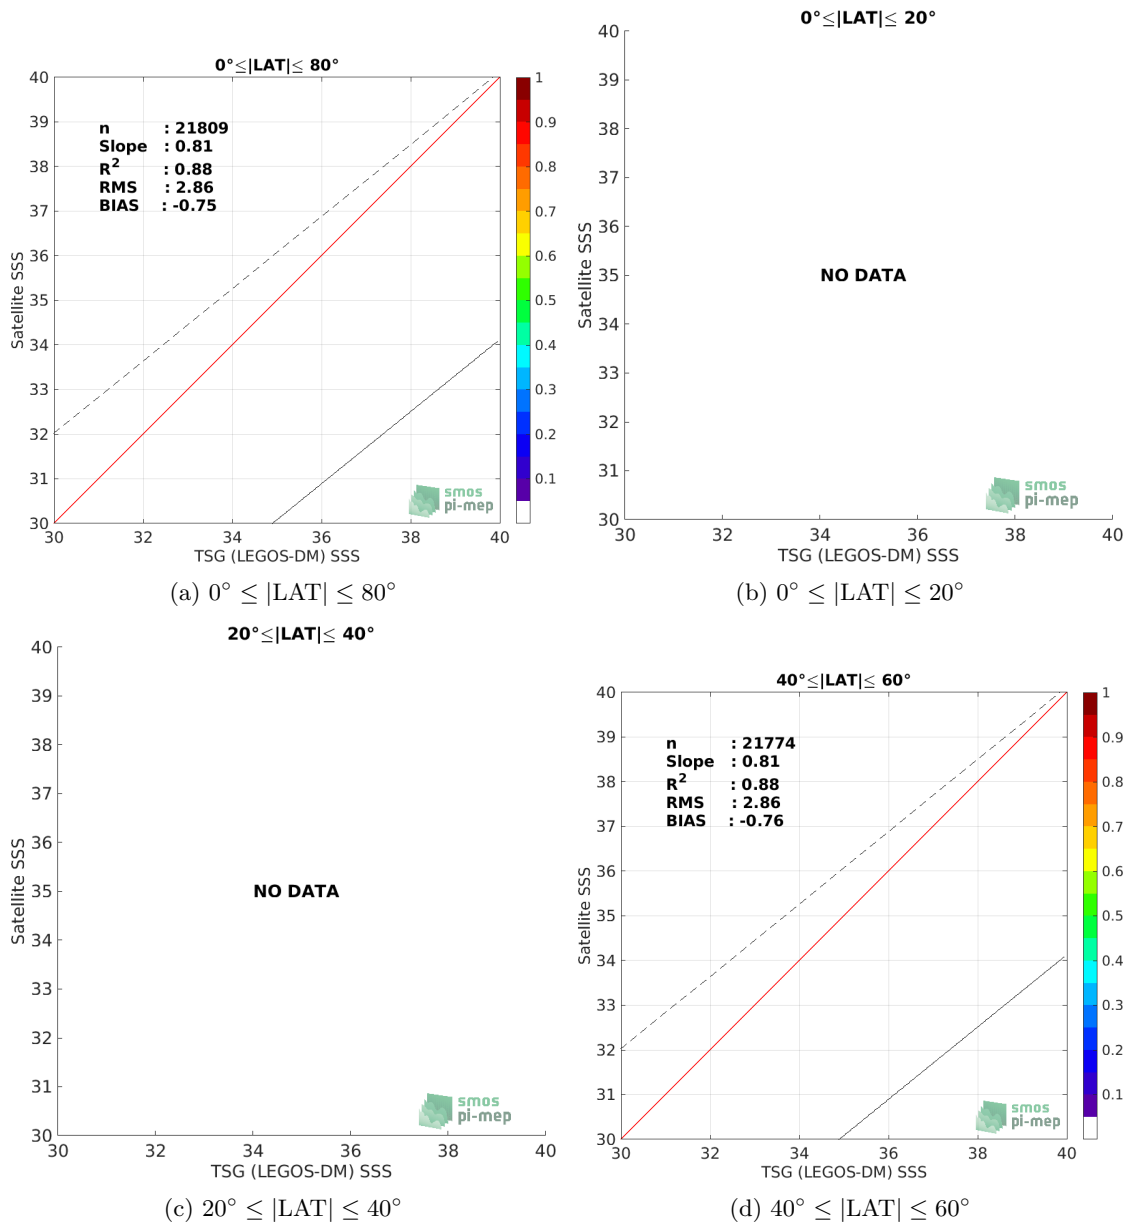 0°≤|LAT|≤ 80°
40
39
38
37
36
35
34
33
32
31
30
Satellite SSS
n : 21809
Slope : 0.81
R² : 0.88
RMS : 2.86
BIAS : -0.75
smos
pi-mep
30 32 34 36 38 40
TSG (LEGOS-DM) SSS
1
0.9
0.8
0.7
0.6
0.5
0.4
0.3
0.2
0.1
(a) 0° ≤ |LAT| ≤ 80°
0°≤|LAT|≤ 20°
40
39
38
37
36
35
34
33
32
31
30
Satellite SSS
NO DATA
smos
pi-mep
30 32 34 36 38 40
TSG (LEGOS-DM) SSS
(b) 0° ≤ |LAT| ≤ 20°
20°≤|LAT|≤ 40°
40
39
38
37
36
35
34
33
32
31
30
Satellite SSS
NO DATA
smos
pi-mep
30 32 34 36 38 40
TSG (LEGOS-DM) SSS
(c) 20° ≤ |LAT| ≤ 40°
40°≤|LAT|≤ 60°
40
39
38
37
36
35
34
33
32
31
30
Satellite SSS
n : 21774
Slope : 0.81
R² : 0.88
RMS : 2.86
BIAS : -0.76
smos
pi-mep
30 32 34 36 38 40
TSG (LEGOS-DM) SSS
1
0.9
0.8
0.7
0.6
0.5
0.4
0.3
0.2
0.1
(d) 40° ≤ |LAT| ≤ 60°